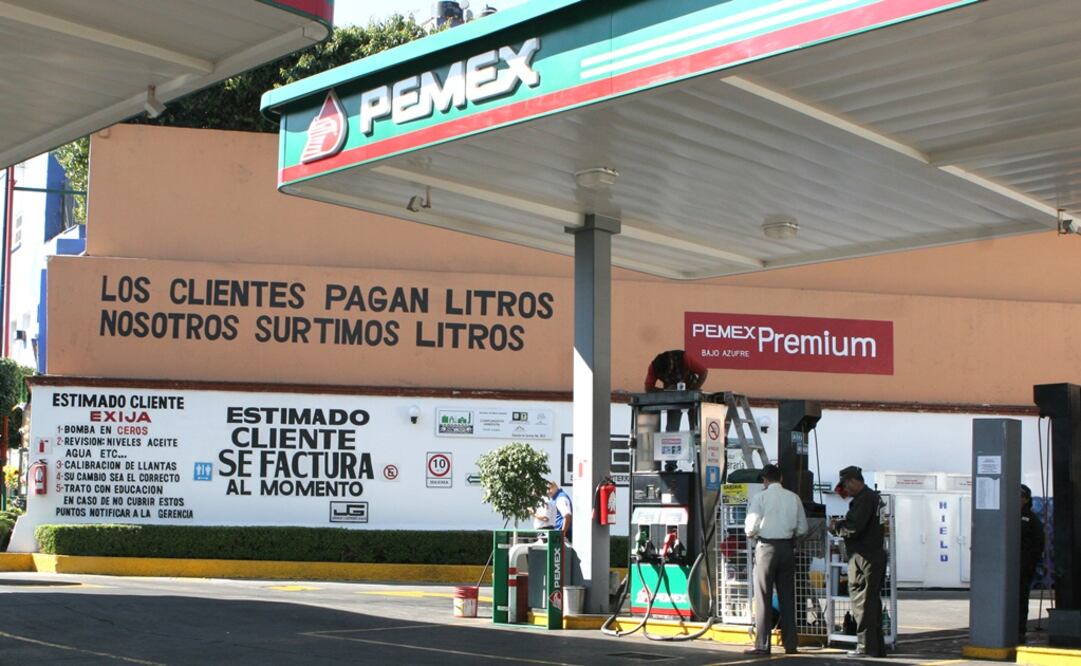 PEMEX
LOS CLIENTES PAGAN LITROS
NOSOTROS SURTIMOS LITROS
PEMEX Premium
BAJO AZUFRE
ESTIMADO CLIENTE
EXIJA
1- BOMBA EN CEROS
2- REVISION: NIVELES ACEITE
AGUA ETC...
3- CALIBRACION DE LLANTAS
4- SU CAMBIO SEA EL CORRECTO
5- TRATO CON EDUCACION
EN CASO DE NO CUBRIR ESTOS
PUNTOS NOTIFICAR A LA GERENCIA
ESTIMADO
CLIENTE
SE FACTURA
AL MOMENTO
JG
10
HIELO
PEMEX
PEMEX